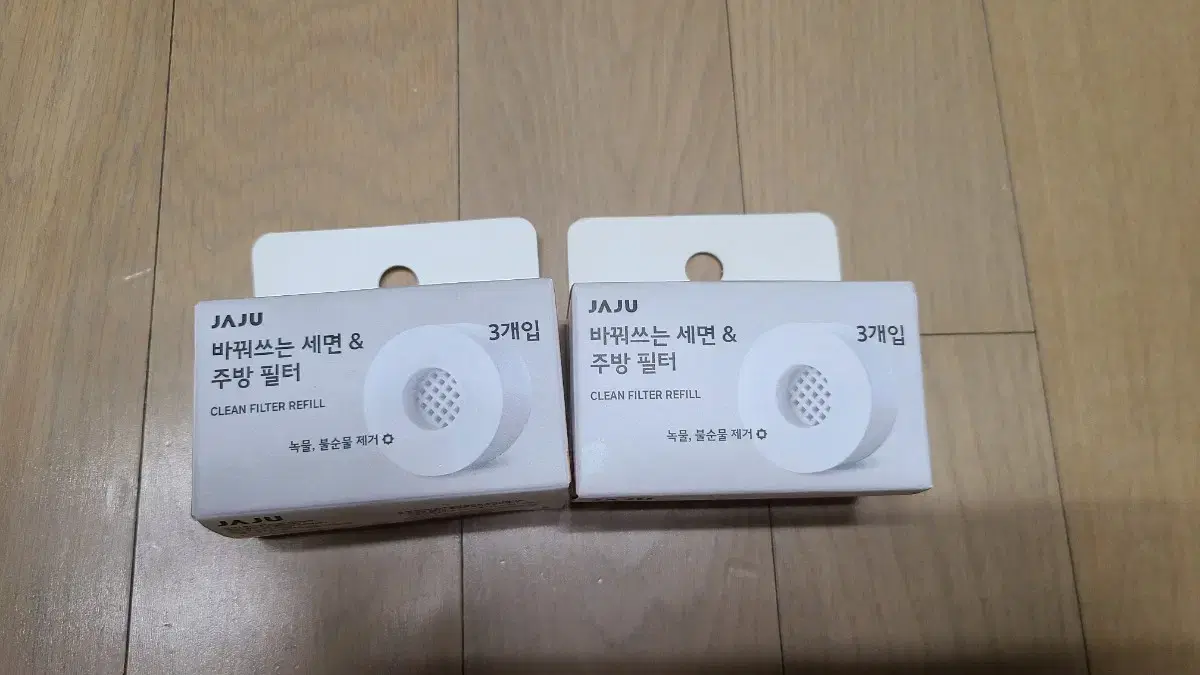 JAJU
바꿔쓰는 세면 &
주방 필터
3개입
CLEAN FILTER REFILL
녹물, 불순물 제거
JAJU
JAJU
바꿔쓰는 세면 &
주방 필터
3개입
CLEAN FILTER REFILL
녹물, 불순물 제거
JAJU